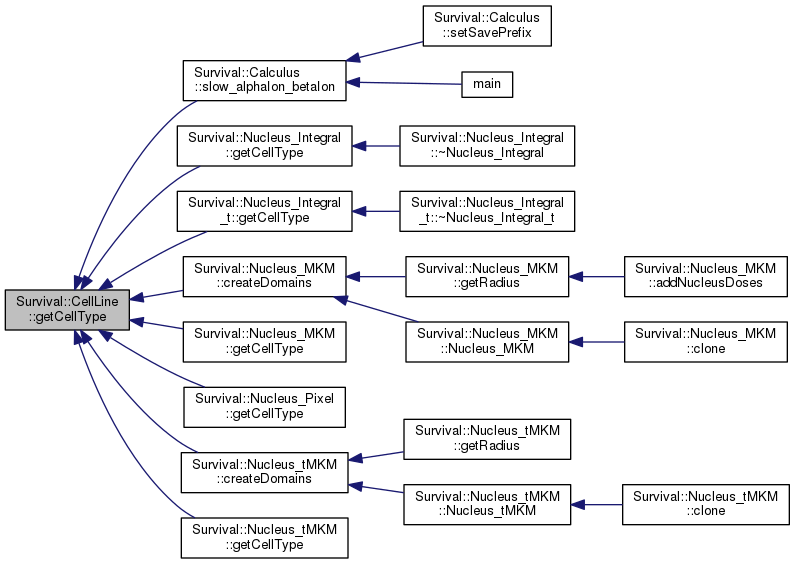 Survival::CellLine
::getCellType
Survival::Calculus
::slow_alphaIon_betaIon
Survival::Calculus
::setSavePrefix
main
Survival::Nucleus_Integral
::getCellType
Survival::Nucleus_Integral
::~Nucleus_Integral
Survival::Nucleus_Integral
_t::getCellType
Survival::Nucleus_Integral
_t::~Nucleus_Integral_t
Survival::Nucleus_MKM
::createDomains
Survival::Nucleus_MKM
::getRadius
Survival::Nucleus_MKM
::addNucleusDoses
Survival::Nucleus_MKM
::Nucleus_MKM
Survival::Nucleus_MKM
::clone
Survival::Nucleus_MKM
::getCellType
Survival::Nucleus_Pixel
::getCellType
Survival::Nucleus_tMKM
::createDomains
Survival::Nucleus_tMKM
::getRadius
Survival::Nucleus_tMKM
::Nucleus_tMKM
Survival::Nucleus_tMKM
::clone
Survival::Nucleus_tMKM
::getCellType